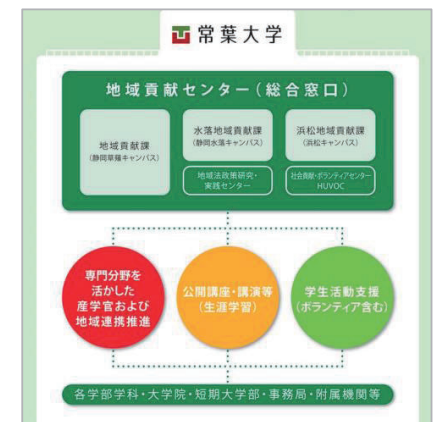 常葉大学
地域貢献センター(総合窓口)
地域貢献課
(静岡草薙キャンパス)
水落地域貢献課
(静岡水落キャンパス)
地域法政策研究・
実践センター
浜松地域貢献課
(浜松キャンパス)
社会貢献・ボランティアセンター
HUVOC
専門分野を
活かした
産学官および
地域連携推進
公開講座・講演等
(生涯学習)
学生活動支援
(ボランティア含む)
各学部学科・大学院・短期大学部・事務局・附属機関等